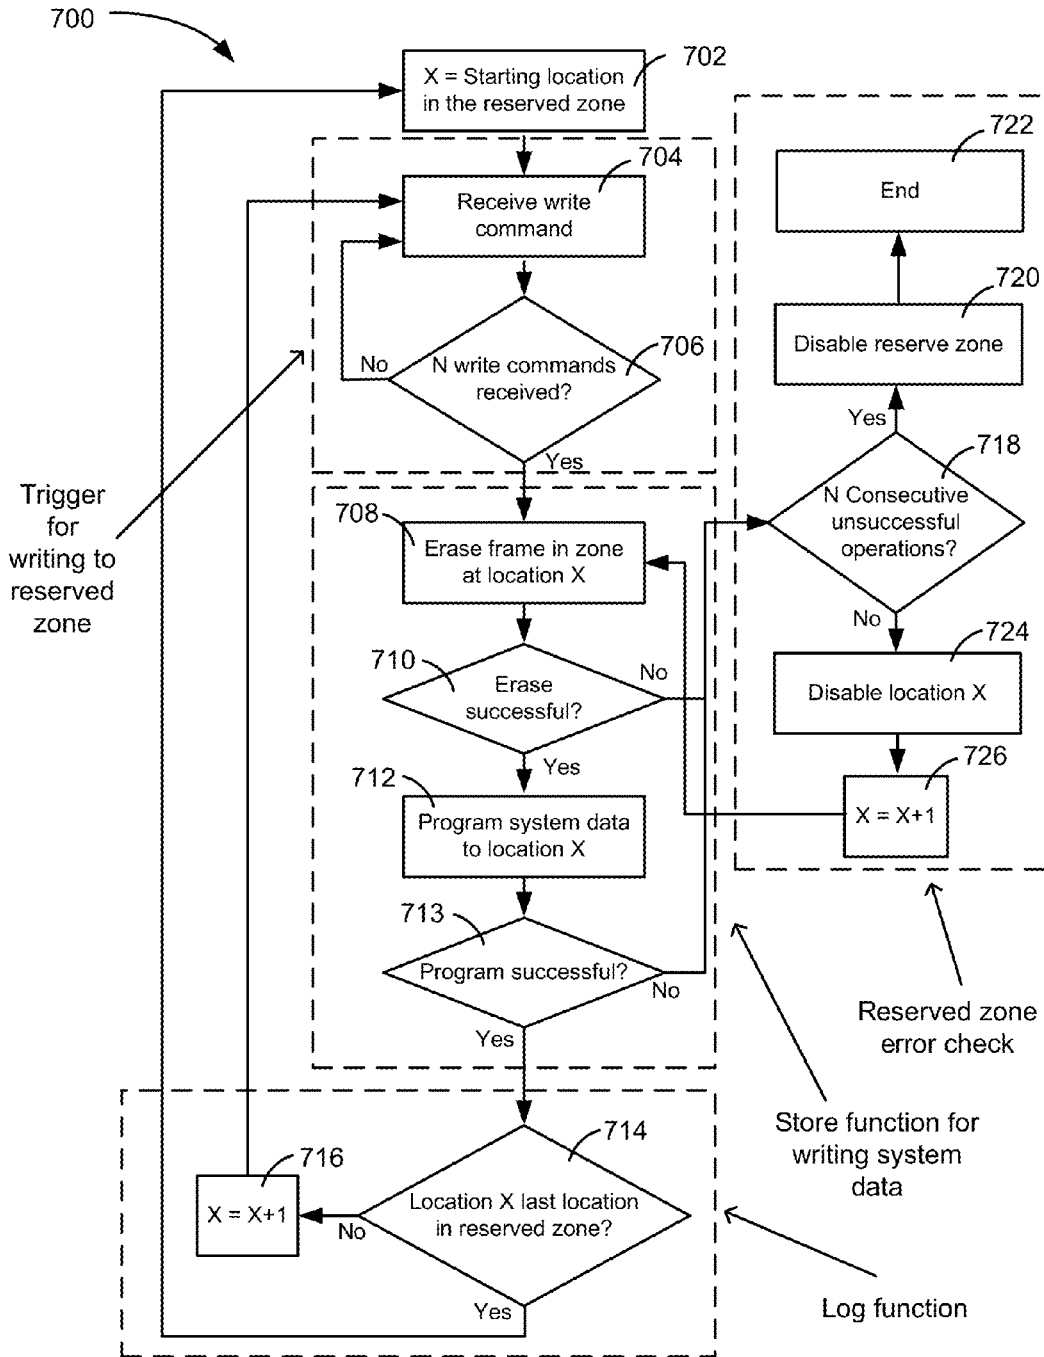 700
X = Starting location
in the reserved zone
702
704
Receive write
command
No
N write commands
received?
706
Yes
Trigger
for
writing to
reserved
zone
708
Erase frame in zone
at location X
710
Erase
successful?
No
Yes
712
Program system data
to location X
713
Program successful?
No
Yes
714
Location X last location
in reserved zone?
No
Yes
716
X = X+1
722
End
720
Disable reserve zone
Yes
718
N Consecutive
unsuccessful
operations?
No
724
Disable location X
726
X = X+1
Reserved zone
error check
Store function for
writing system
data
Log function